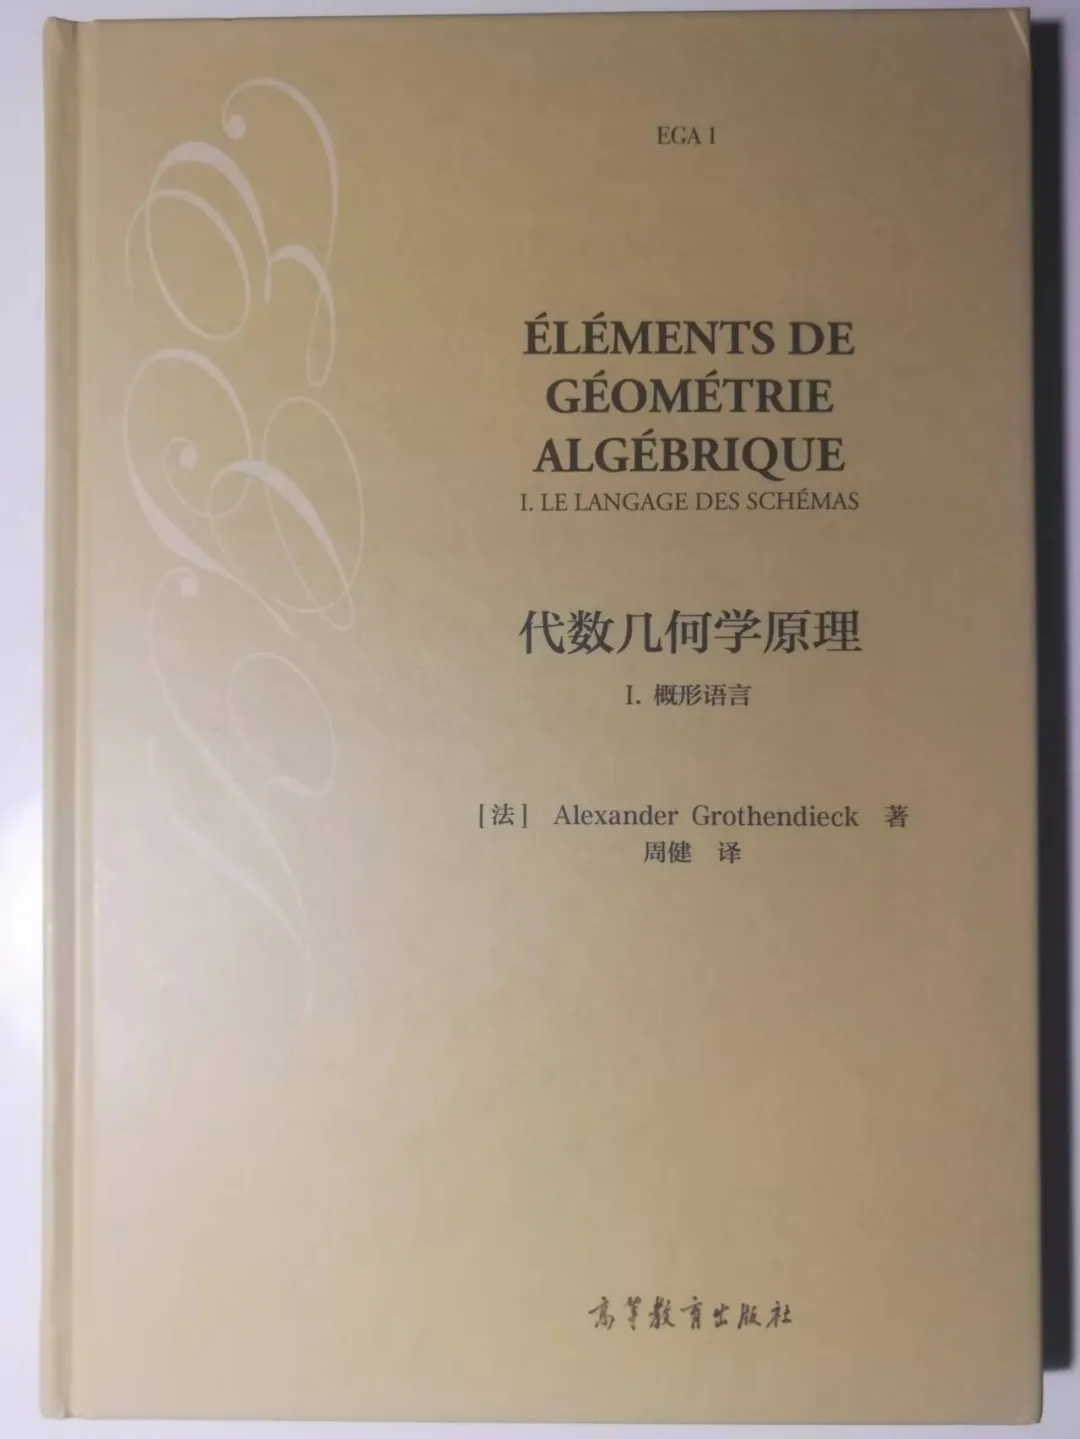 EGA 1
ÉLÉMENTS DE
GÉOMÉTRIE
ALGÉBRIQUE
I. LE LANGAGE DES SCHÉMAS
代数几何学原理
I. 概形语言
[法] Alexander Grothendieck 著
周健 译
高等教育出版社